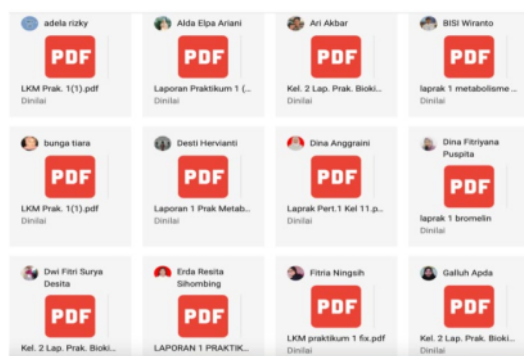 adela rizky
PDF
LKM Prak. 1(1).pdf
Dinilai
Alda Elpa Ariani
PDF
Laporan Praktikum 1 (...
Dinilai
Ari Akbar
PDF
Kel. 2 Lap. Prak. Bioki...
Dinilai
BISI Wiranto
PDF
laprak 1 metabolisme ...
Dinilai
bunga tiara
PDF
LKM Prak. 1(1).pdf
Dinilai
Desti Hervianti
PDF
Laporan 1 Prak Metab...
Dinilai
Dina Anggraini
PDF
Laprak Pert.1 Kel 11.p...
Dinilai
Dina Fitriyana
Puspita
PDF
laprak 1 bromelin
Dinilai
Dwi Fitri Surya
Desita
PDF
Kel. 2 Lap. Prak. Bioki...
Erda Resita
Sihombing
PDF
LAPORAN 1 PRAKTIK...
Fitria Ningsih
PDF
LKM praktikum 1 fix.pdf
Dinilai
Galluh Apda
PDF
Kel. 2 Lap. Prak. Bioki...
Dinilai